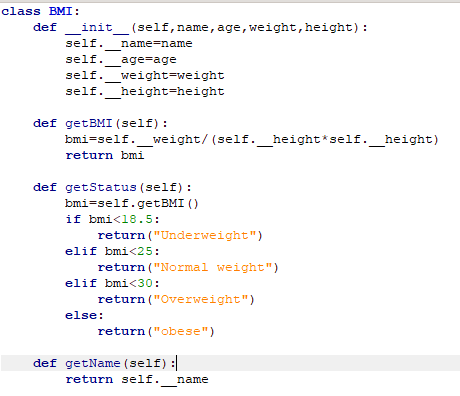 class BMI:
    def __init__(self,name,age,weight,height):
        self.__name=name
        self.__age=age
        self.__weight=weight
        self.__height=height
    def getBMI(self):
        bmi=self.__weight/(self.__height*self.__height)
        return bmi
    def getStatus(self):
        bmi=self.getBMI()
        if bmi<18.5:
            return("Underweight")
        elif bmi<25:
            return("Normal weight")
        elif bmi<30:
            return("Overweight")
        else:
            return("obese")
    def getName(self):
        return self.__name